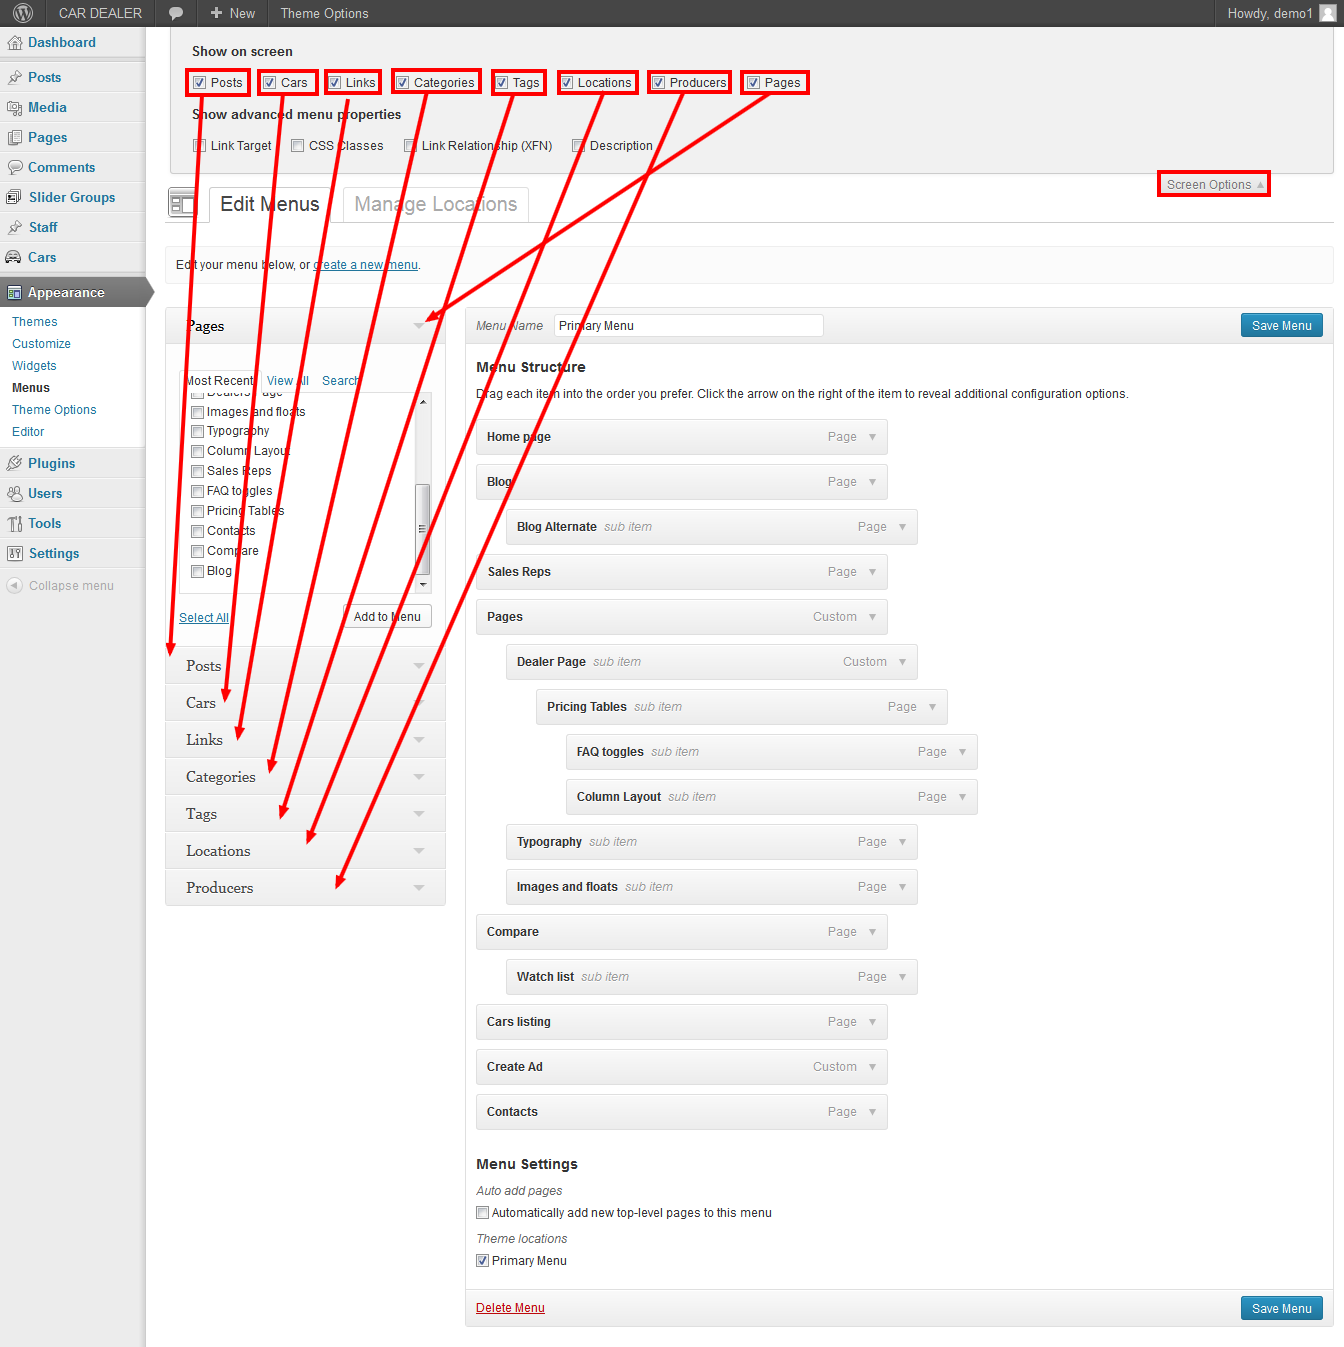 CAR DEALER New Theme Options Howdy, demo1
Dashboard
Posts
Media
Pages
Comments
Slider Groups
Staff
Cars
Appearance
Themes
Customize
Widgets
Menus
Theme Options
Editor
Plugins
Users
Tools
Settings
Collapse menu
Show on screen
Posts Cars Links Categories Tags Locations Producers Pages
Show advanced menu properties
Link Target CSS Classes Link Relationship (XFN) Description
Screen Options
Edit Menus Manage Locations
Edit your menu below, or create a new menu.
Pages
Most Recent View All Search
Dealers Page
Images and floats
Typography
Column Layout
Sales Reps
FAQ toggles
Pricing Tables
Contacts
Compare
Blog
Select All Add to Menu
Posts
Cars
Links
Categories
Tags
Locations
Producers
Menu Name Primary Menu Save Menu
Menu Structure
Drag each item into the order you prefer. Click the arrow on the right of the item to reveal additional configuration options.
Home page Page
Blog Page
Blog Alternate sub item Page
Sales Reps Page
Pages Custom
Dealer Page sub item Custom
Pricing Tables sub item Page
FAQ toggles sub item Page
Column Layout sub item Page
Typography sub item Page
Images and floats sub item Page
Compare Page
Watch list sub item Page
Cars listing Page
Create Ad Custom
Contacts Page
Menu Settings
Auto add pages
Automatically add new top-level pages to this menu
Theme locations
Primary Menu
Delete Menu Save Menu